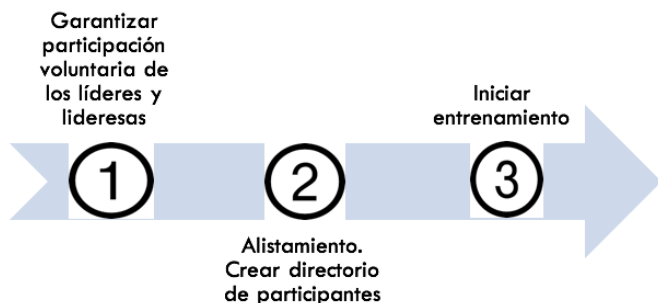 Garantizar
participación
voluntaria de
los líderes y
lideresas
1
2
Alistamiento.
Crear directorio
de participantes
Iniciar
entrenamiento
3